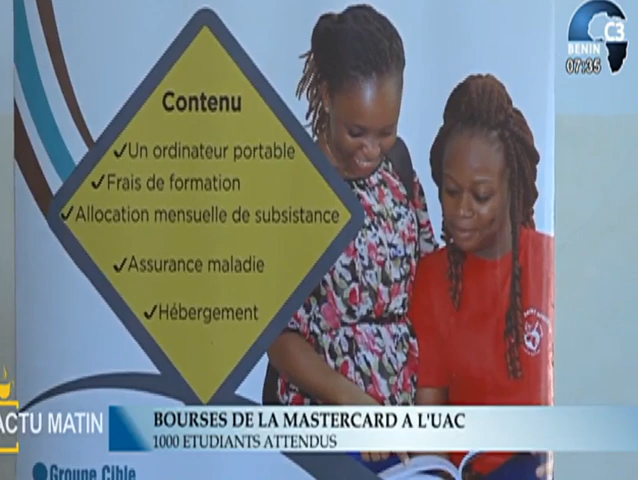 C3
BENIN
07:35
Contenu
✓Un ordinateur portable
✓Frais de formation
✓Allocation mensuelle de subsistance
✓Assurance maladie
✓Hébergement
ACTU MATIN
BOURSES DE LA MASTERCARD A L'UAC
1000 ETUDIANTS ATTENDUS
Groupe Cible